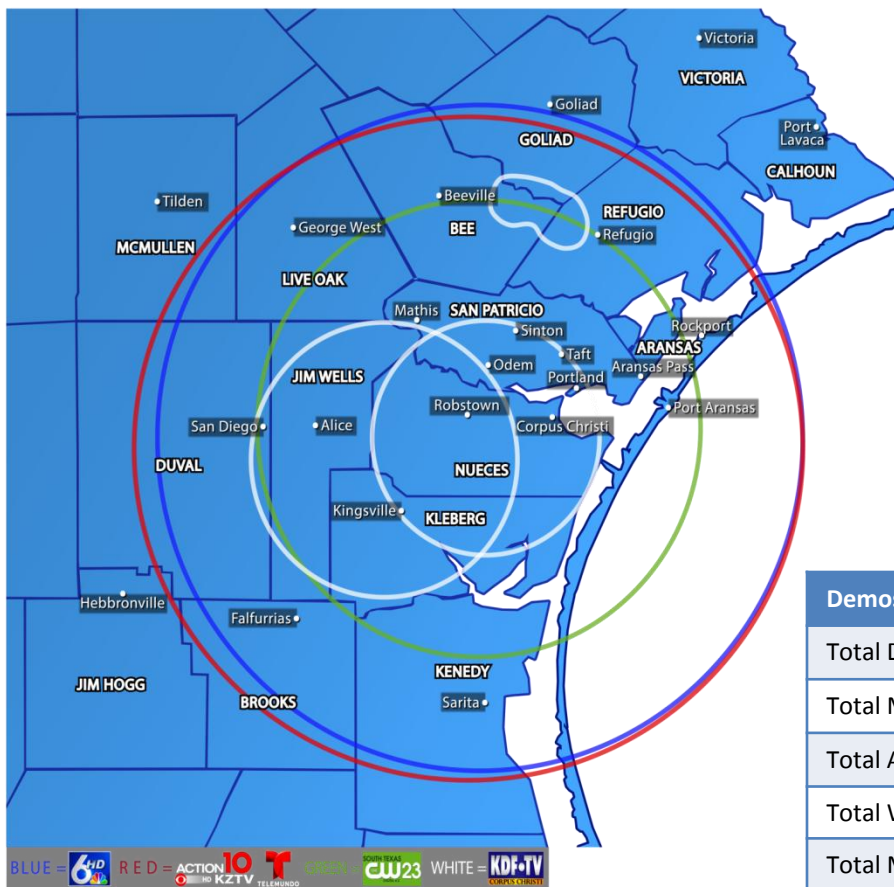 Victoria
VICTORIA
Goliad
GOLIAD
Port
Lavaca
CALHOUN
Beeville
Tilden
REFUGIO
George West
BEE
Refugio
MCMULLEN
LIVE OAK
Mathis
SAN PATRICIO
Sinton
Rockport
ARANSAS
Taft
Odem
Aransas Pass
JIM WELLS
Portland
Robstown
Port Aransas
San Diego
Alice
Corpus Christi
DUVAL
NUECES
Kingsville
KLEBERG
Hebbronville
Falfurrias
KENEDY
JIM HOGG
BROOKS
Sarita
Demos
Total D
Total M
Total A
Total W
Total M
BLUE = 6 HD RED = ACTION 10 HD KZTV TELEMUNDO GREEN = SOUTH TEXAS CW23 WHITE = KDF•TV CORPUS CHRISTI